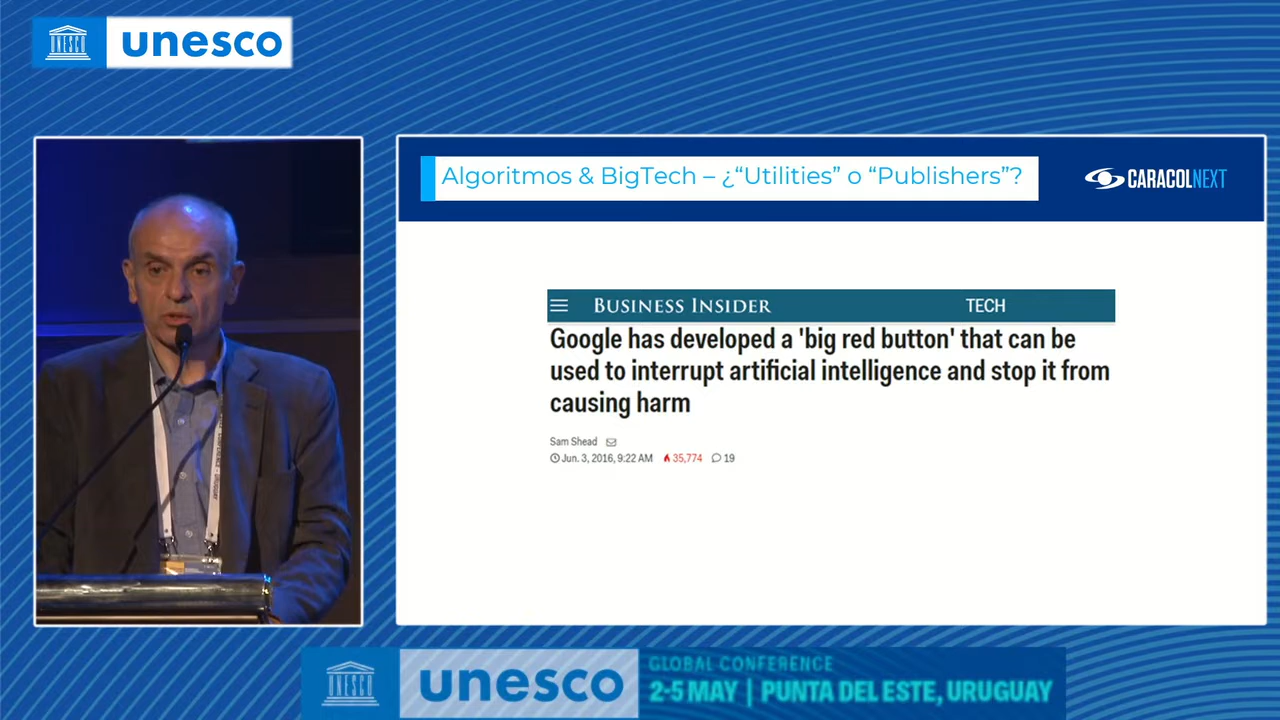 unesco
Algoritmos & BigTech – ¿“Utilities” o “Publishers”?
CARACOLNEXT
BUSINESS INSIDER
TECH
Google has developed a 'big red button' that can be
used to interrupt artificial intelligence and stop it from
causing harm
Sam Shead
Jun. 3, 2016, 9:22 AM 35,774 19
unesco
GLOBAL CONFERENCE
2-5 MAY | PUNTA DEL ESTE, URUGUAY